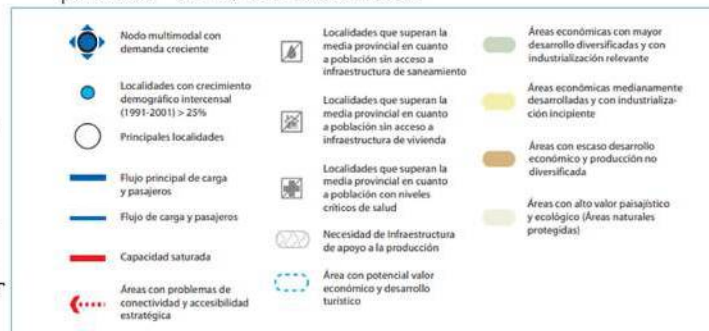 Nodo multimodal con
demanda creciente
Localidades con crecimiento
demográfico intercensal
(1991-2001) > 25%
Principales localidades
Flujo principal de carga
y pasajeros
Flujo de carga y pasajeros
Capacidad saturada
Áreas con problemas de
conectividad y accesibilidad
estratégica
Localidades que superan la
media provincial en cuanto
a población sin acceso a
infraestructura de saneamiento
Localidades que superan la
media provincial en cuanto
a población sin acceso a
infraestructura de vivienda
Localidades que superan la
media provincial en cuanto
a población con niveles
críticos de salud
Necesidad de infraestructura
de apoyo a la producción
Área con potencial valor
económico y desarrollo
turístico
Áreas económicas con mayor
desarrollo diversificadas y con
industrialización relevante
Áreas económicas medianamente
desarrolladas y con industrializa-
ción incipiente
Áreas con escaso desarrollo
económico y producción no
diversificada
Áreas con alto valor paisajístico
y ecológico (Áreas naturales
protegidas)